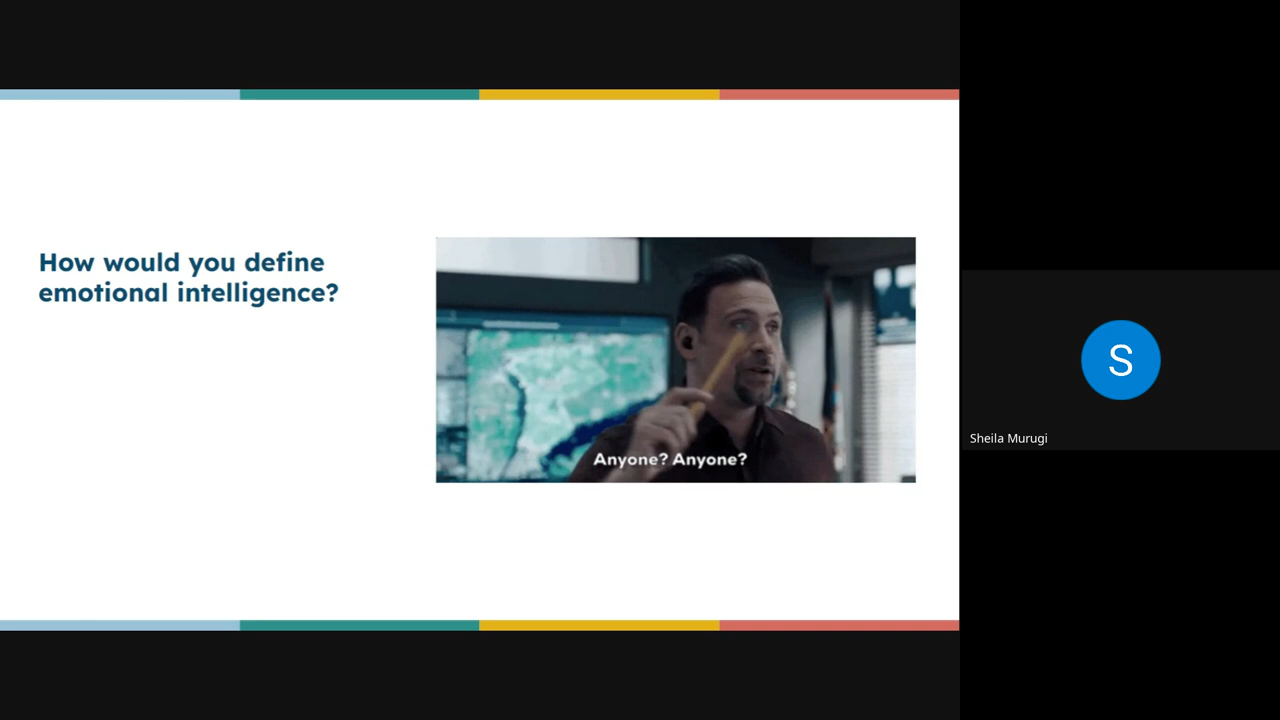 How would you define
emotional intelligence?
Anyone? Anyone?
S
Sheila Murugi